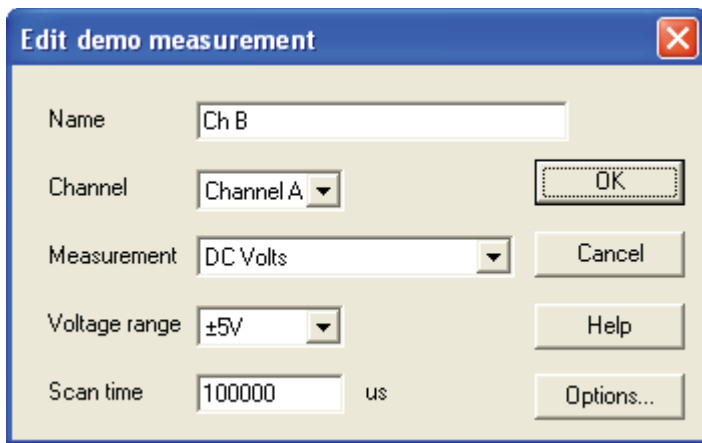 Edit demo measurement
Name Ch B
Channel Channel A OK
Measurement DC Volts Cancel
Voltage range ±5V Help
Scan time 100000 us Options...